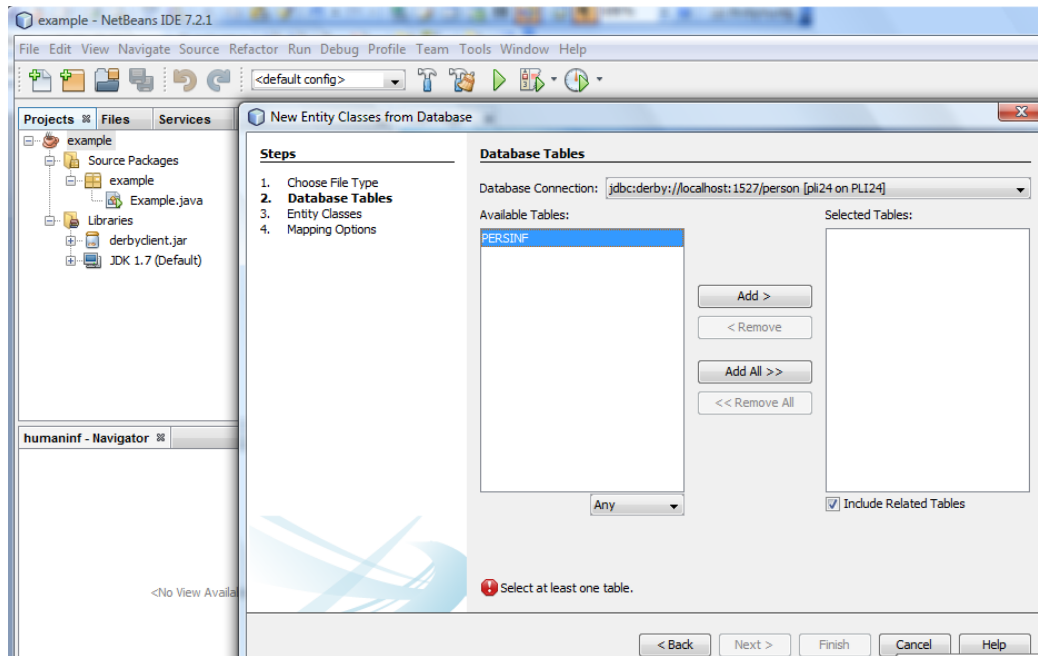 example - NetBeans IDE 7.2.1
File Edit View Navigate Source Refactor Run Debug Profile Team Tools Window Help
<default config>
Projects Files Services
example
Source Packages
example
Example.java
Libraries
derbyclient.jar
JDK 1.7 (Default)
humaninf - Navigator
<No View Availa
New Entity Classes from Database
Steps
1. Choose File Type
2. Database Tables
3. Entity Classes
4. Mapping Options
Database Tables
Database Connection: jdbc:derby://localhost:1527/person [pli24 on PLI24]
Available Tables: Selected Tables:
PERSINF
Add >
< Remove
Add All >>
<< Remove All
Any
Include Related Tables
Select at least one table.
< Back Next > Finish Cancel Help